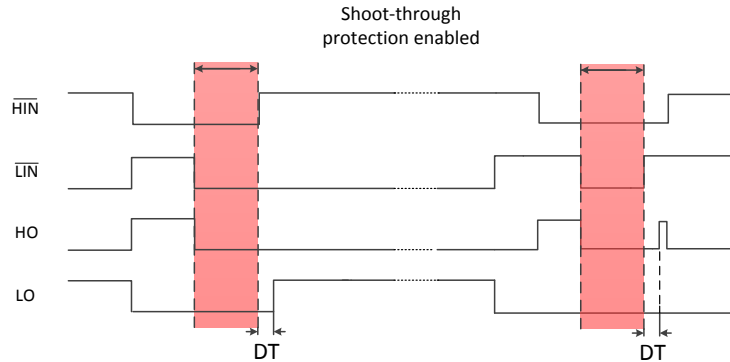 Shoot-through
protection enabled
HIN
LIN
HO
LO
DT
DT